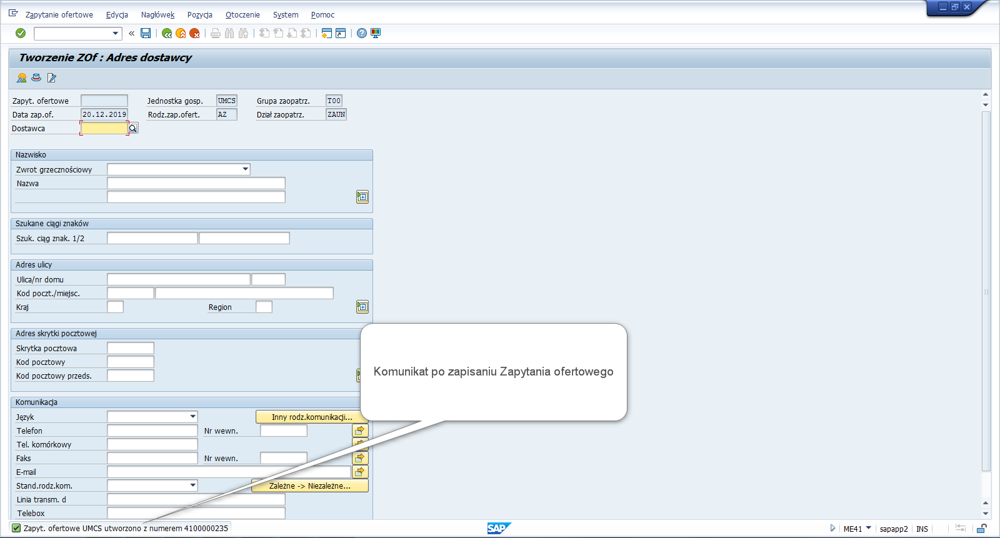 Zapytanie ofertowe Edycja Nagłówek Pozycja Otoczenie System Pomoc
Tworzenie ZOf : Adres dostawcy
Zapyt. ofertowe Jednostka gosp. UMCS Grupa zaopatrz. T00
Data zap.of. 20.12.2019 Rodz.zap.ofert. AZ Dział zaopatrz. ZAUN
Dostawca
Nazwisko
Zwrot grzecznościowy
Nazwa
Szukane ciągi znaków
Szuk. ciąg znak. 1/2
Adres ulicy
Ulica/nr domu
Kod poczt./miejsc.
Kraj Region
Adres skrytki pocztowej
Skrytka pocztowa
Kod pocztowy
Kod pocztowy przeds.
Komunikat po zapisaniu Zapytania ofertowego
Komunikacja
Język Inny rodz.komunikacji...
Telefon Nr wewn.
Tel. komórkowy
Faks Nr wewn.
E-mail
Stand.rodz.kom. Zależne -> Niezależne...
Linia transm. d
Telebox
Zapyt. ofertowe UMCS utworzono z numerem 4100000235 SAP ME41 sapapp2 INS